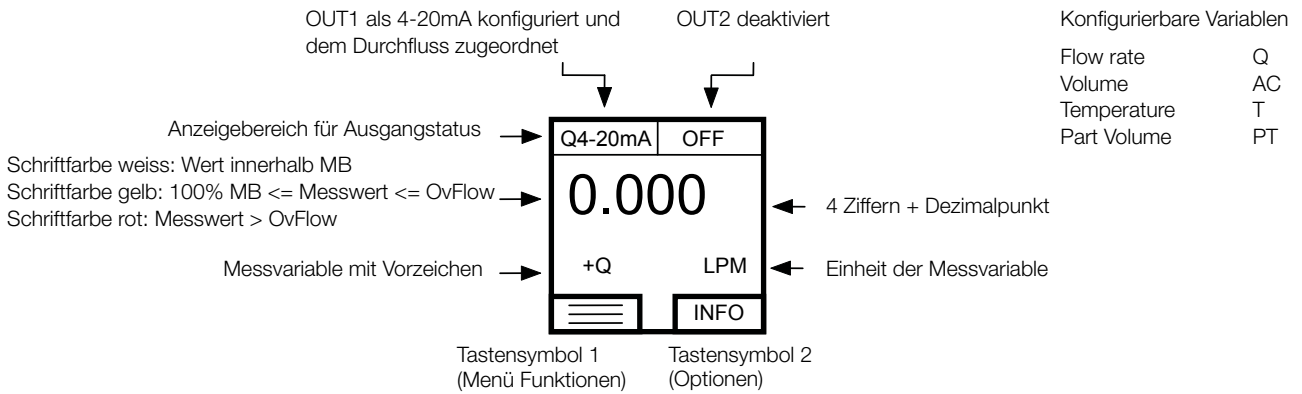 OUT1 als 4-20mA konfiguriert und
dem Durchfluss zugeordnet
OUT2 deaktiviert
Konfigurierbare Variablen
Flow rate Q
Volume AC
Temperature T
Part Volume PT
Anzeigebereich für Ausgangstatus
Schriftfarbe weiss: Wert innerhalb MB
Schriftfarbe gelb: 100% MB <= Messwert <= OvFlow
Schriftfarbe rot: Messwert > OvFlow
Messvariable mit Vorzeichen
Q4-20mA OFF
0.000
+Q LPM
INFO
4 Ziffern + Dezimalpunkt
Einheit der Messvariable
Tastensymbol 1
(Menü Funktionen)
Tastensymbol 2
(Optionen)